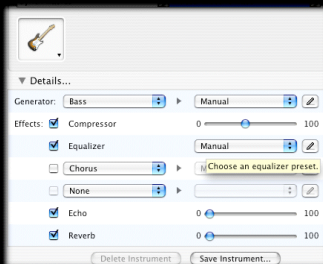 Details...
Generator: Bass Manual
Effects: Compressor 0 100
Equalizer Manual
Choose an equalizer preset.
Chorus M
None
Echo 0 100
Reverb 0 100
Delete Instrument Save Instrument...